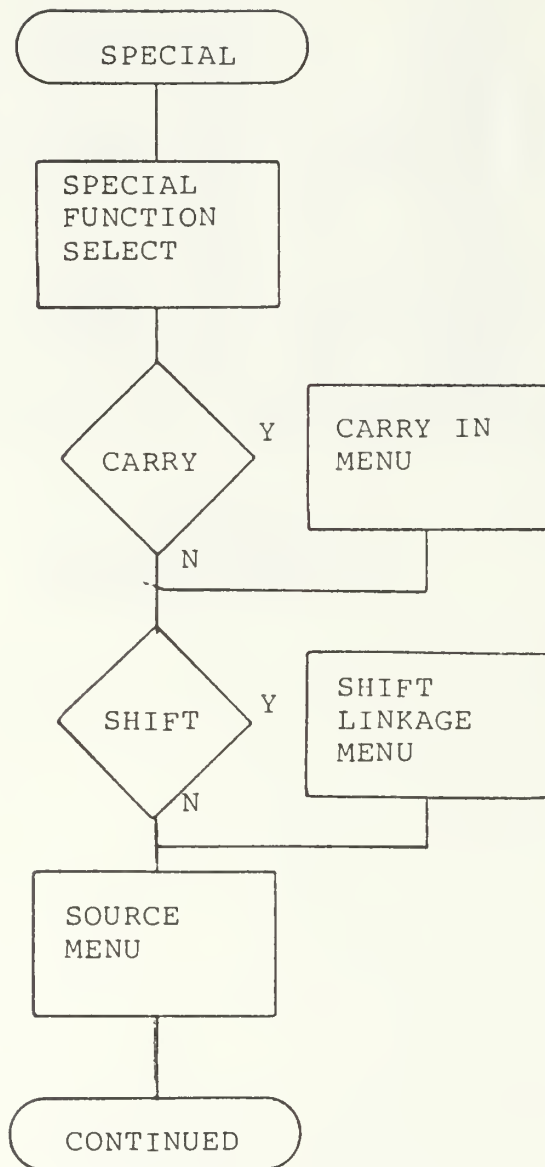 SPECIAL
SPECIAL
FUNCTION
SELECT
CARRY
Y
CARRY IN
MENU
N
SHIFT
Y
SHIFT
LINKAGE
MENU
N
SOURCE
MENU
CONTINUED